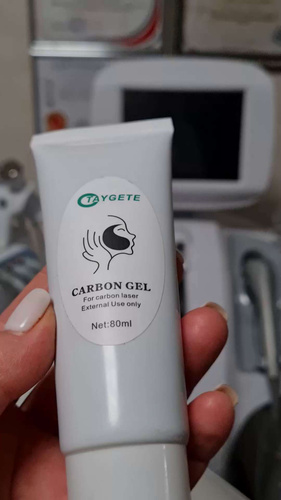 TAYGETE
CARBON GEL
For carbon laser
External Use only
Net:80ml